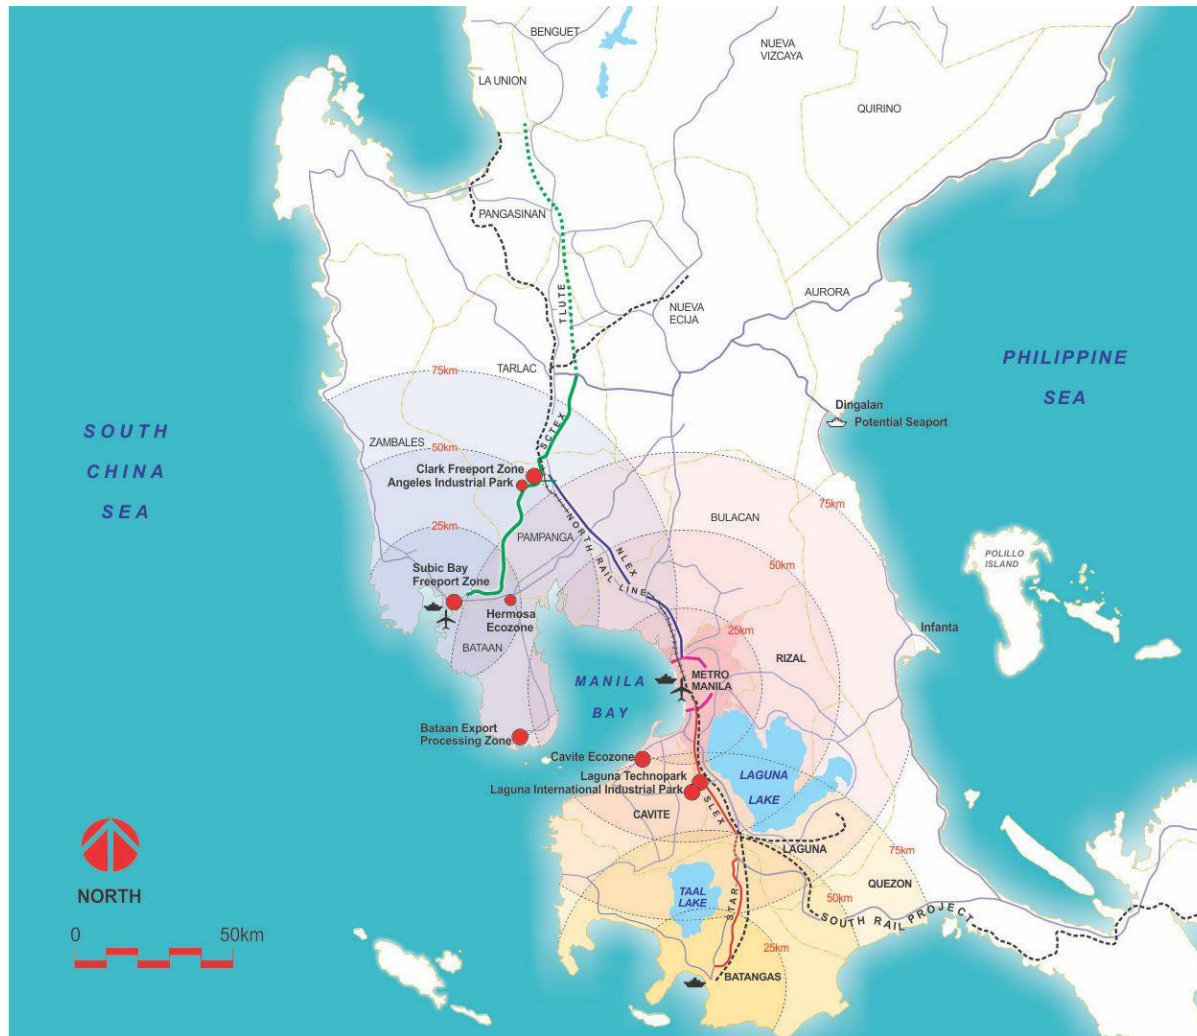 BENGUET
NUEVA
VIZCAYA
LA UNION
QUIRINO
PANGASINAN
TLUTE
AURORA
NUEVA
ECIJA
PHILIPPINE
SEA
TARLAC
75km
Dingalan
Potential Seaport
SOUTH
CHINA
SEA
ZAMBALES
50km
SCTEX
Clark Freeport Zone
Angeles Industrial Park
75km
25km
BULACAN
PAMPANGA
NORTH RAIL LINE
NLEX
50km
POLILLO
ISLAND
Subic Bay
Freeport Zone
Hermosa
Ecozone
25km
Infanta
BATAAN
RIZAL
METRO
MANILA
MANILA
BAY
Bataan Export
Processing Zone
Cavite Ecozone
Laguna Technopark
Laguna International Industrial Park
LAGUNA
LAKE
SLEX
CAVITE
LAGUNA
75km
QUEZON
TAAL
LAKE
STAR
50km
SOUTH RAIL PROJECT
25km
BATANGAS
NORTH
0
50km